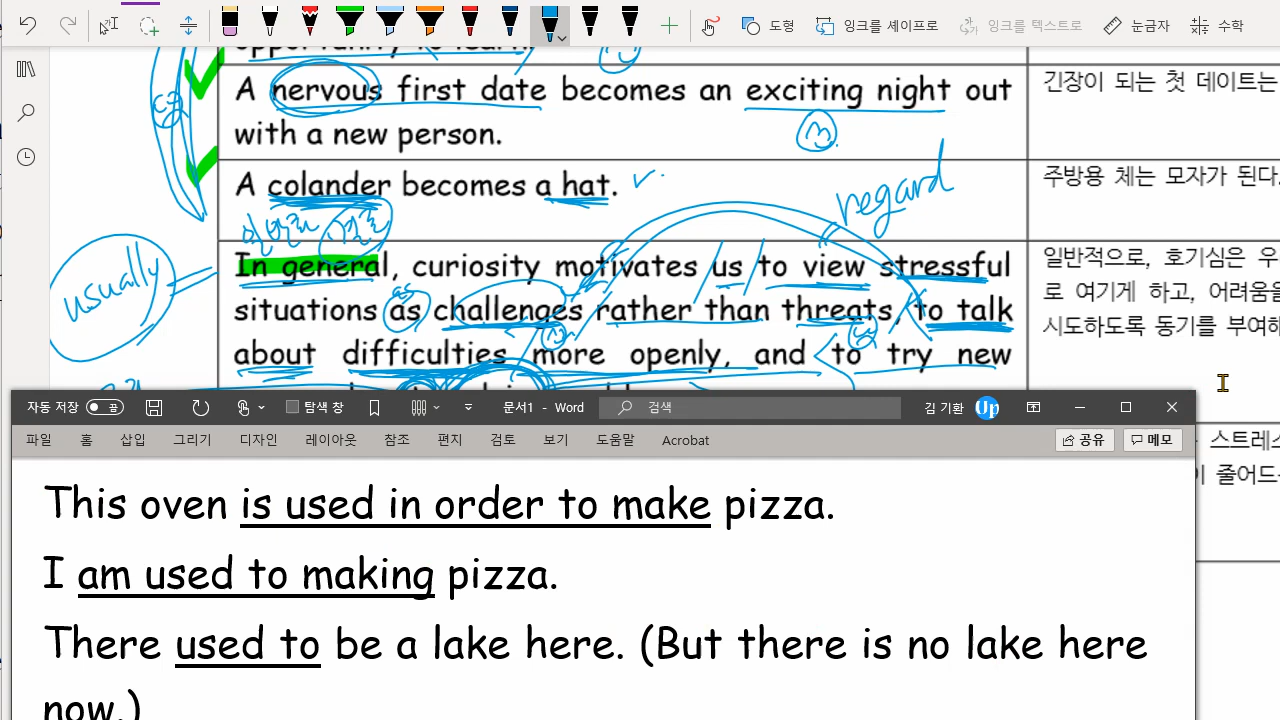 도형
잉크를 셰이프로
잉크를 텍스트로
눈금자
수학
opportunity to learn.
A nervous first date becomes an exciting night out
with a new person.
긴장이 되는 첫 데이트는
A colander becomes a hat.
주방용 체는 모자가 된다.
regard
usually
In general, curiosity motivates us to view stressful
situations as challenges rather than threats, to talk
about difficulties more openly, and to try new
as
일반적으로, 호기심은 우
로 여기게 하고, 어려움을
시도하도록 동기를 부여해
스트레스
이 줄어드
자동 저장 끔
탐색 창
문서1 - Word
검색
김 기환
Up
파일 홈 삽입 그리기 디자인 레이아웃 참조 편지 검토 보기 도움말 Acrobat
공유 메모
This oven is used in order to make pizza.
I am used to making pizza.
There used to be a lake here. (But there is no lake here
now.)